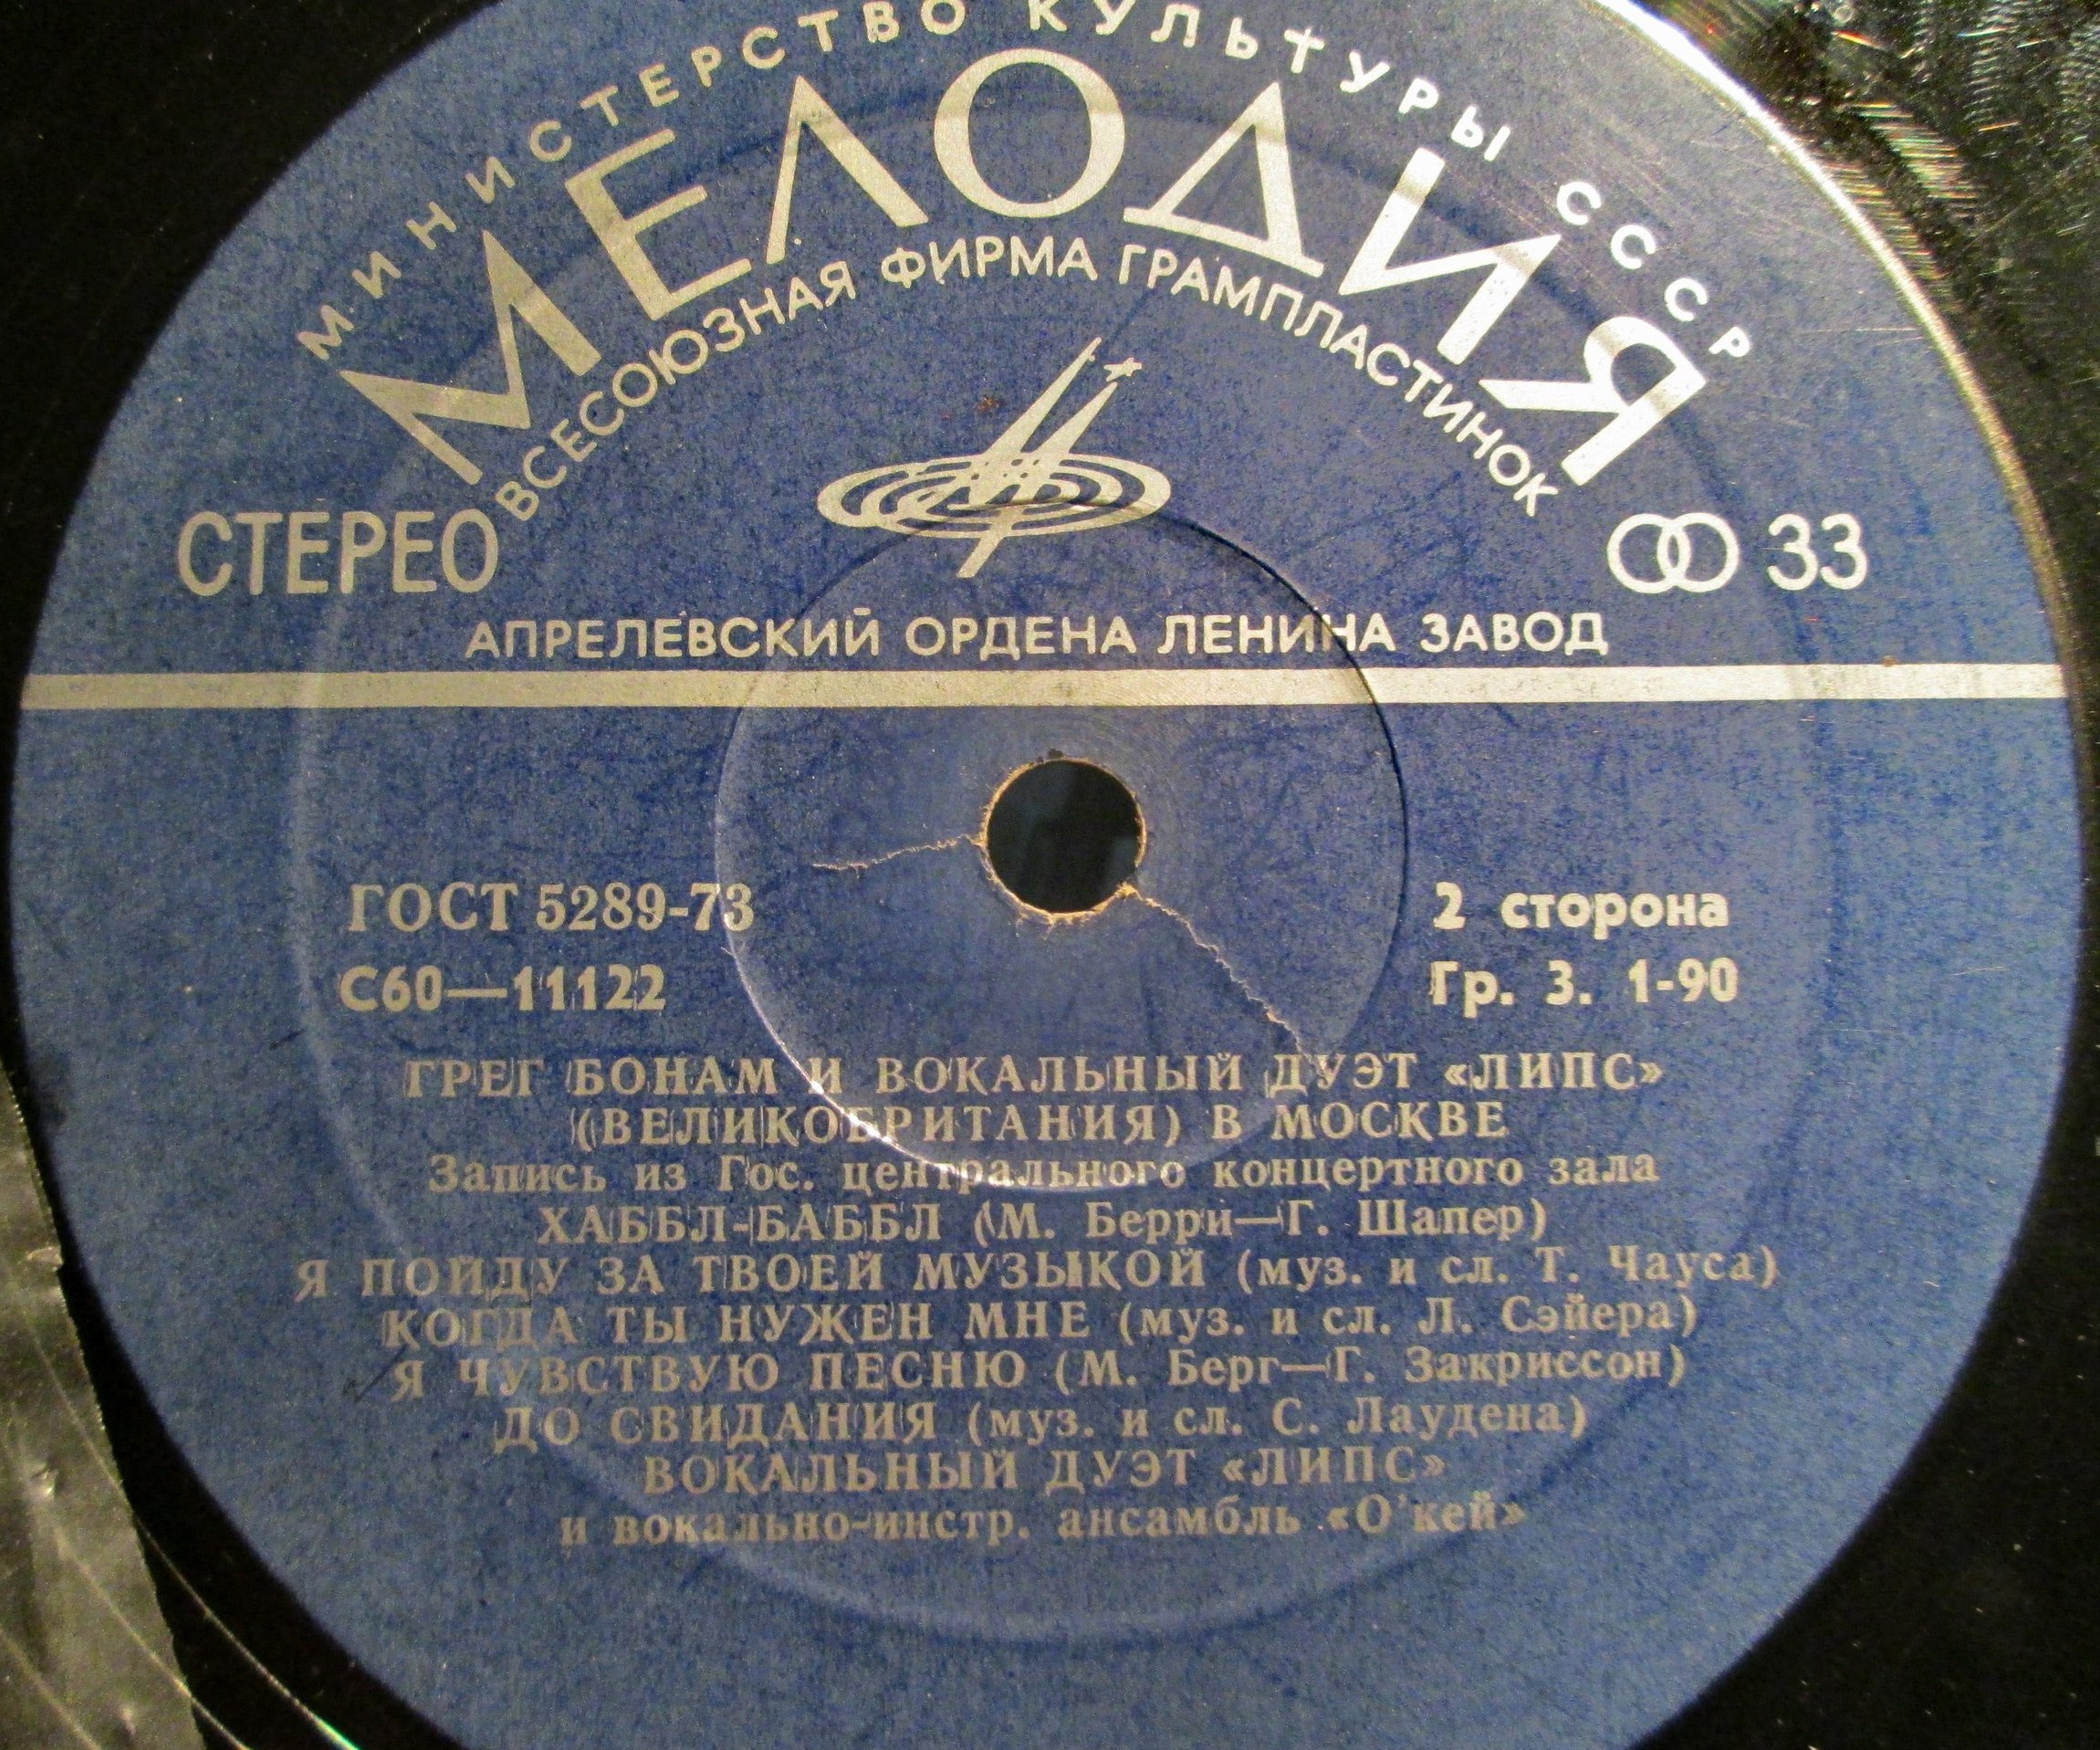 МИНИСТЕРСТВО КУЛЬТУРЫ СССР
МЕЛОДИЯ
ВСЕСОЮЗНАЯ ФИРМА ГРАМПЛАСТИНОК
СТЕРЕО 33
АПРЕЛЕВСКИЙ ОРДЕНА ЛЕНИНА ЗАВОД
ГОСТ 5289-73 2 сторона
С60—11122 Гр. 3. 1-90
ГРЕГ БОНАМ И ВОКАЛЬНЫЙ ДУЭТ «ЛИПС»
(ВЕЛИКОБРИТАНИЯ) В МОСКВЕ
Запись из Гос. центрального концертного зала
ХАББЛ-БАББЛ (М. Берри—Г. Шапер)
Я ПОЙДУ ЗА ТВОЕЙ МУЗЫКОЙ (муз. и сл. Т. Чауса)
КОГДА ТЫ НУЖЕН МНЕ (муз. и сл. Л. Сэйера)
Я ЧУВСТВУЮ ПЕСНЮ (М. Берг—Г. Закриссон)
ДО СВИДАНИЯ (муз. и сл. С. Лаудена)
ВОКАЛЬНЫЙ ДУЭТ «ЛИПС»
и вокально-инстр. ансамбль «О'кей»